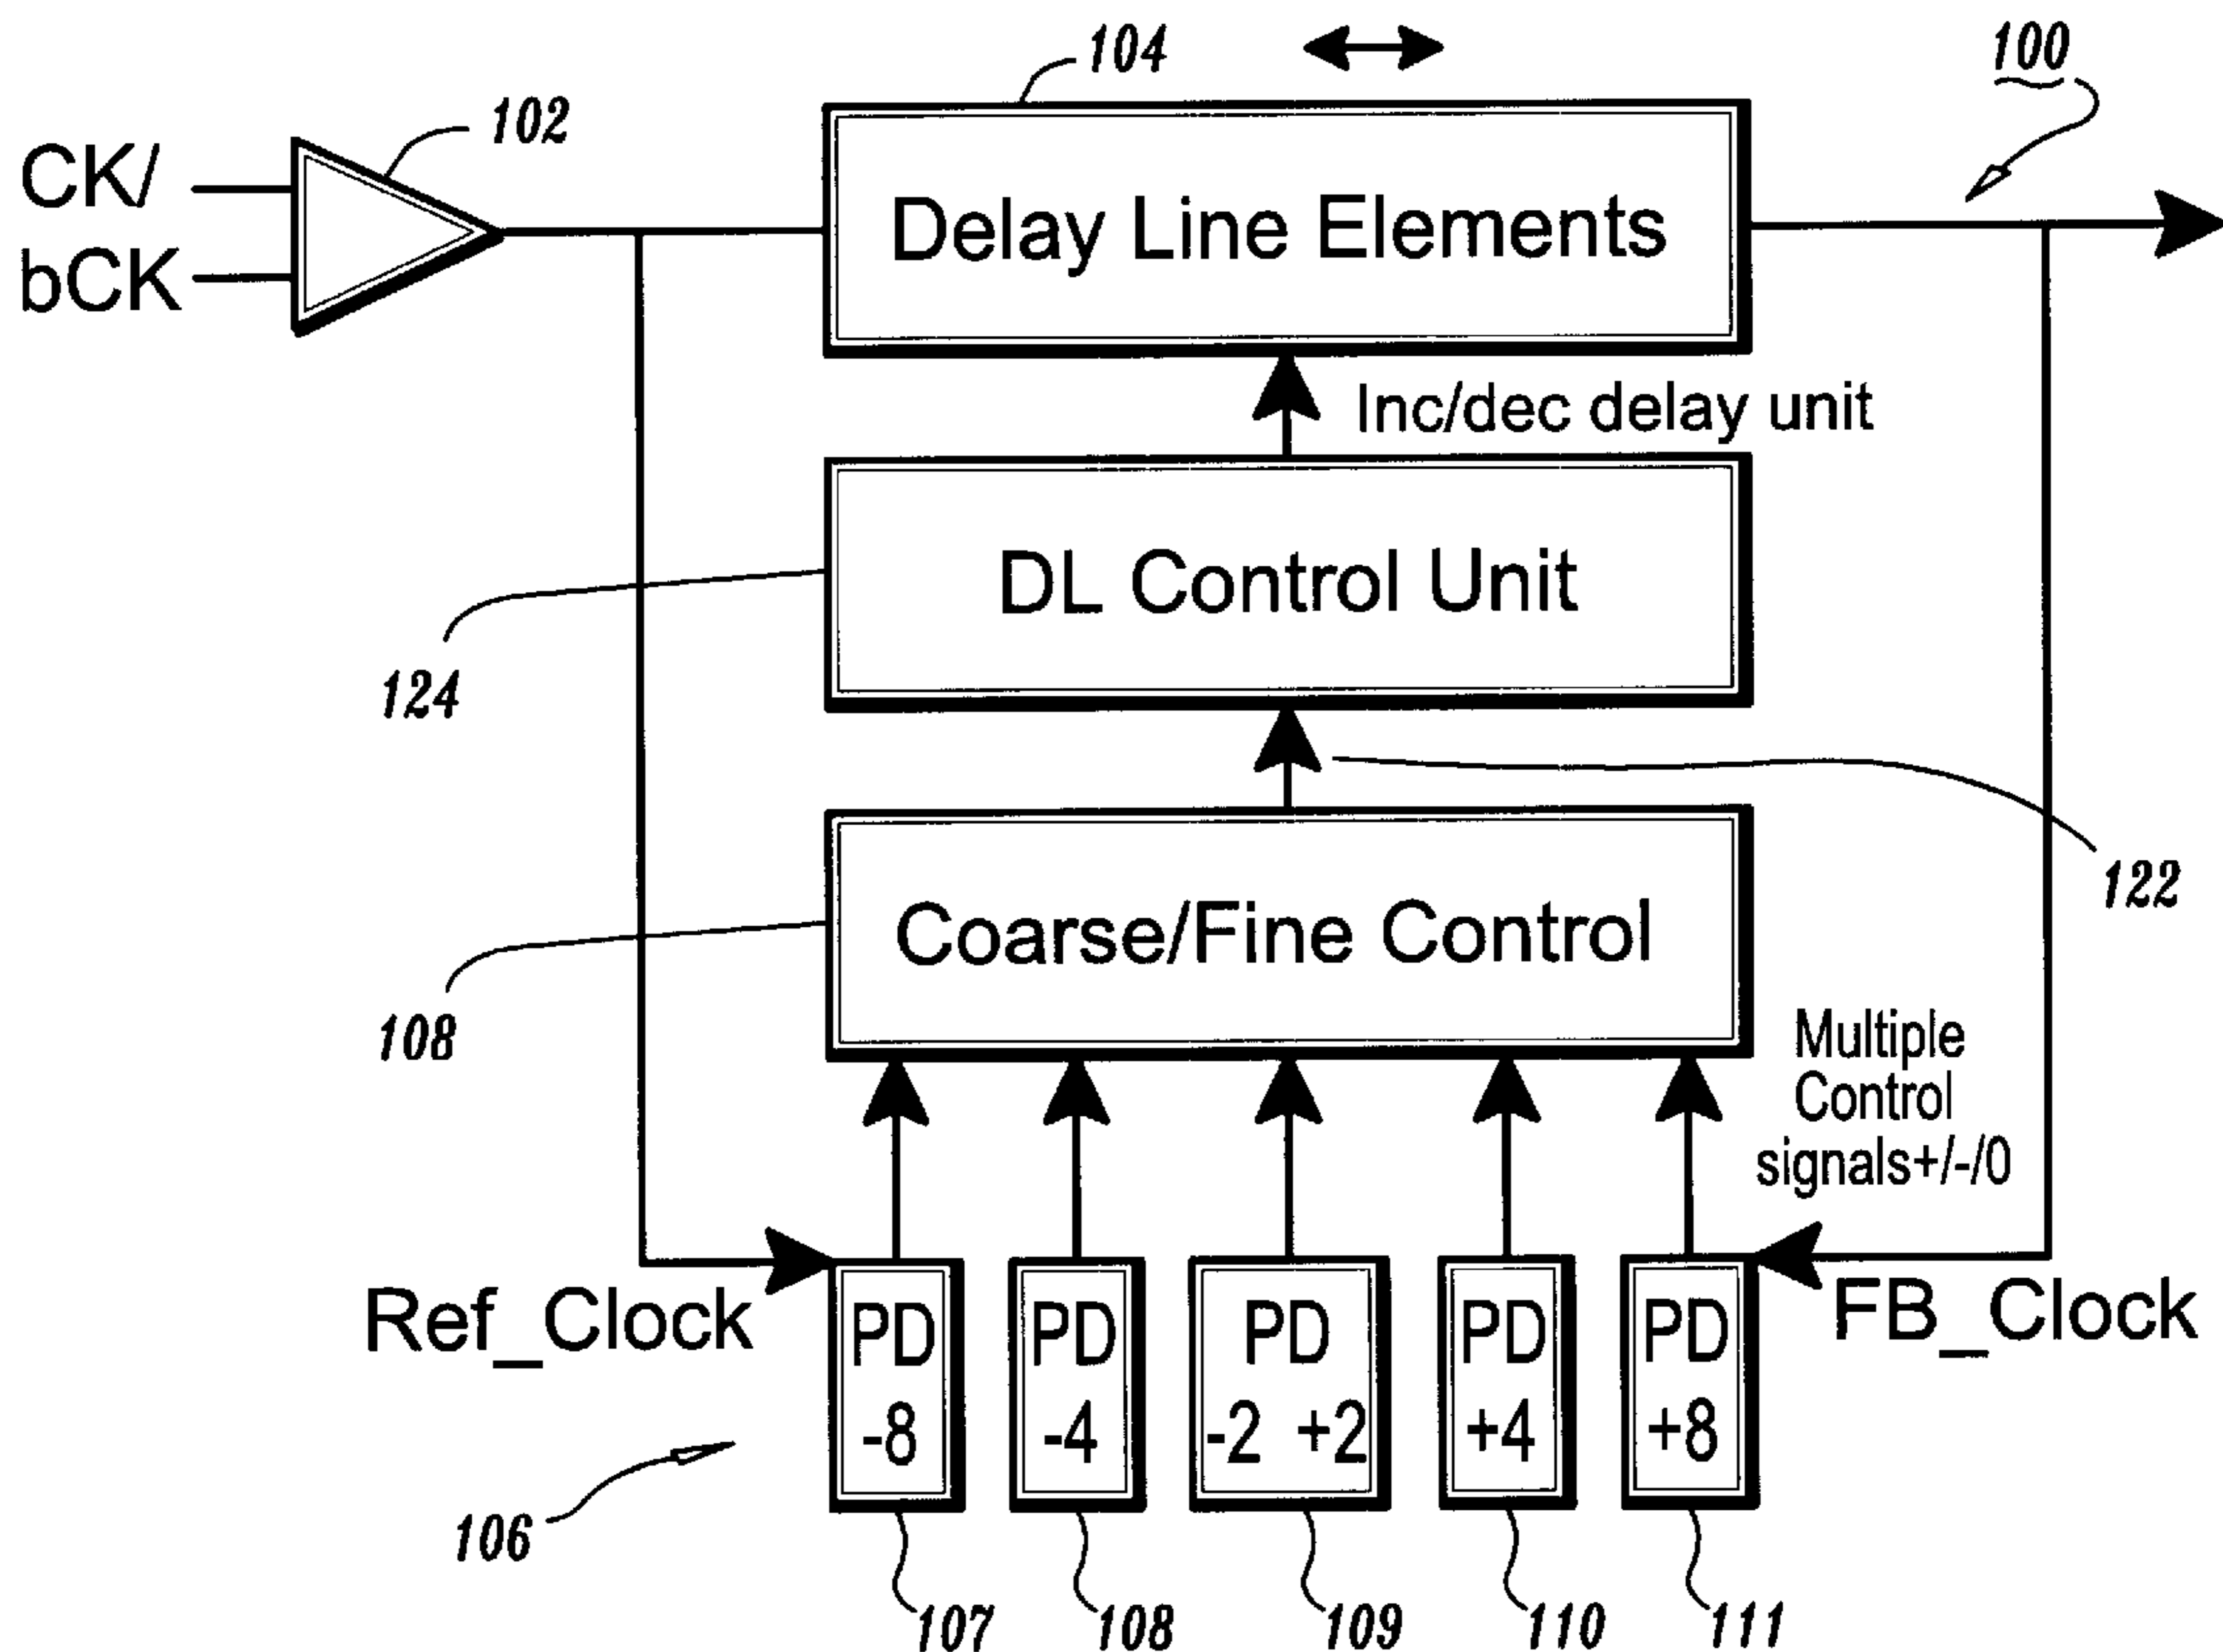 104
100
102
CK/
bCK
Delay Line Elements
Inc/dec delay unit
DL Control Unit
124
122
Coarse/Fine Control
108
Multiple
Control
signals+/-/0
Ref_Clock
FB_Clock
PD
-8
PD
-4
PD
-2 +2
PD
+4
PD
+8
106
107
108
109
110
111